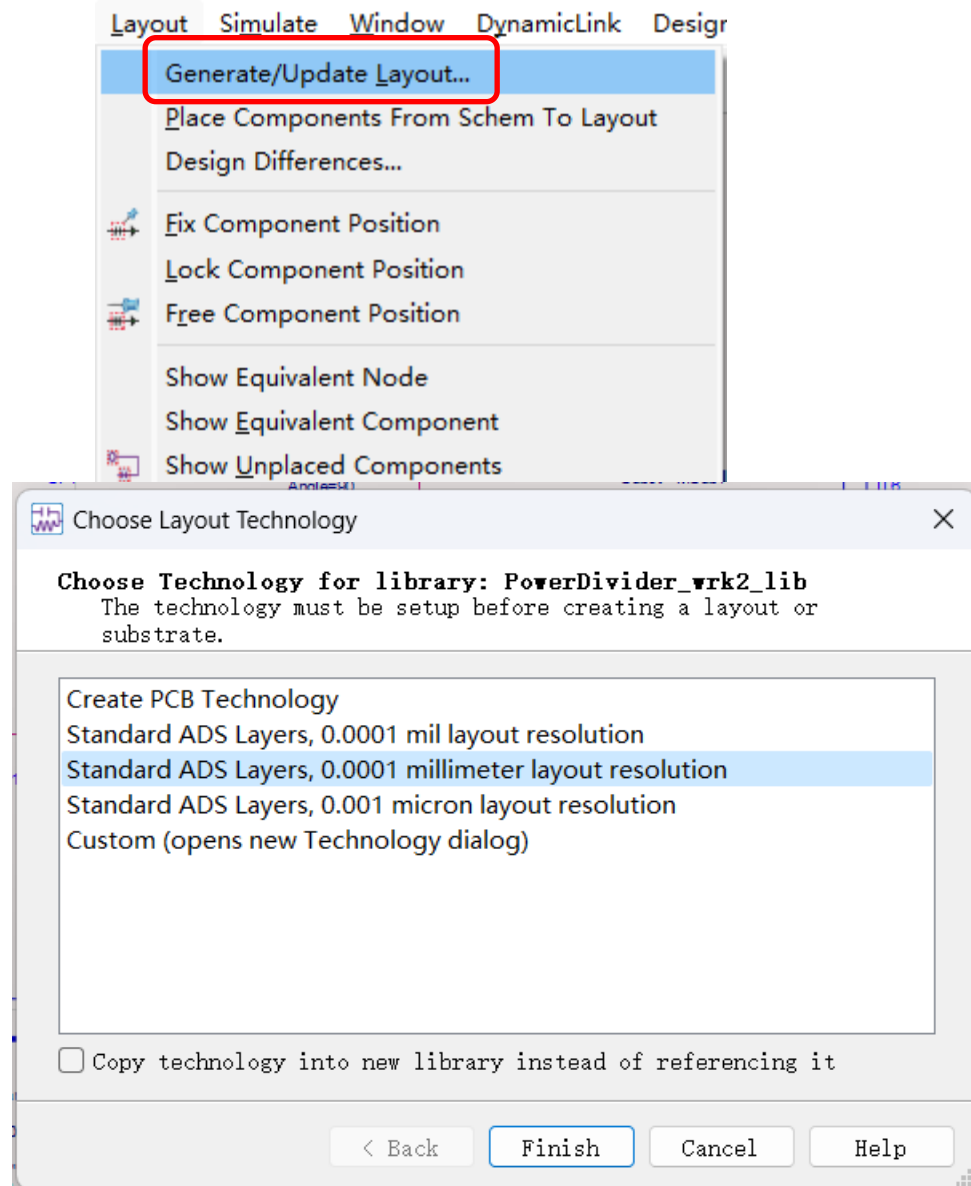 Layout Simulate Window DynamicLink Desigr
Generate/Update Layout...
Place Components From Schem To Layout
Design Differences...
Fix Component Position
Lock Component Position
Free Component Position
Show Equivalent Node
Show Equivalent Component
Show Unplaced Components
Angle=90
Choose Layout Technology
Choose Technology for library: PowerDivider_wrk2_lib
The technology must be setup before creating a layout or
substrate.
Create PCB Technology
Standard ADS Layers, 0.0001 mil layout resolution
Standard ADS Layers, 0.0001 millimeter layout resolution
Standard ADS Layers, 0.001 micron layout resolution
Custom (opens new Technology dialog)
Copy technology into new library instead of referencing it
< Back Finish Cancel Help